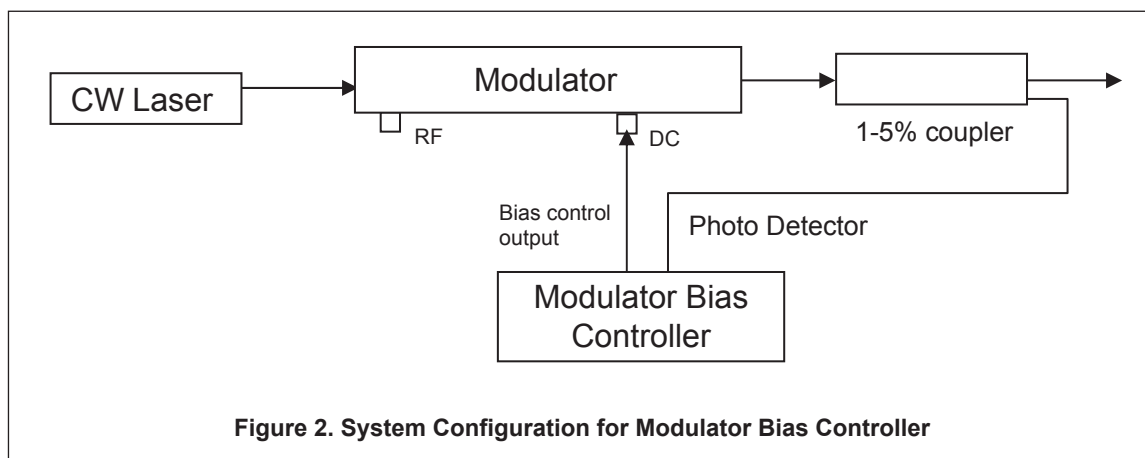 CW Laser
Modulator
RF
DC
1-5% coupler
Bias control
output
Photo Detector
Modulator Bias
Controller
Figure 2. System Configuration for Modulator Bias Controller